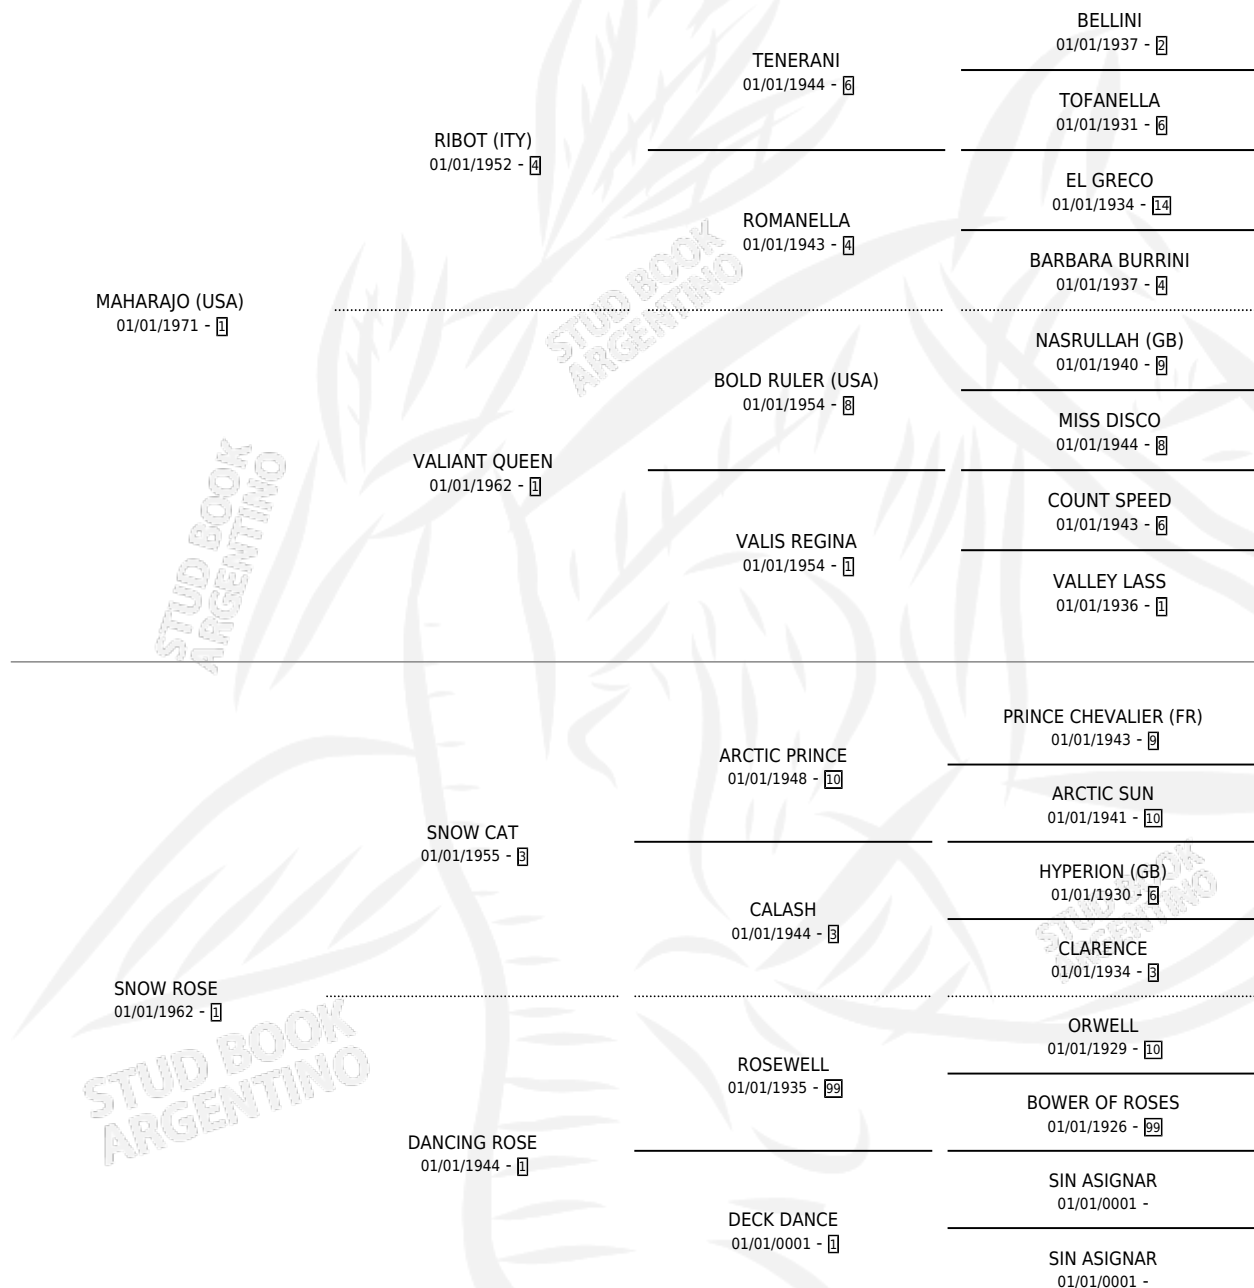 BELLINI
01/01/1937 - 2
TENERANI
01/01/1944 - 6
TOFANELLA
01/01/1931 - 6
RIBOT (ITY)
01/01/1952 - 4
EL GRECO
01/01/1934 - 14
ROMANELLA
01/01/1943 - 4
BARBARA BURRINI
01/01/1937 - 4
MAHARAJO (USA)
01/01/1971 - 1
NASRULLAH (GB)
01/01/1940 - 9
BOLD RULER (USA)
01/01/1954 - 8
MISS DISCO
01/01/1944 - 8
VALIANT QUEEN
01/01/1962 - 1
COUNT SPEED
01/01/1943 - 6
VALIS REGINA
01/01/1954 - 1
VALLEY LASS
01/01/1936 - 1
PRINCE CHEVALIER (FR)
01/01/1943 - 9
ARCTIC PRINCE
01/01/1948 - 10
ARCTIC SUN
01/01/1941 - 10
SNOW CAT
01/01/1955 - 3
HYPERION (GB)
01/01/1930 - 6
CALASH
01/01/1944 - 3
CLARENCE
01/01/1934 - 3
SNOW ROSE
01/01/1962 - 1
ORWELL
01/01/1929 - 10
ROSEWELL
01/01/1935 - 99
BOWER OF ROSES
01/01/1926 - 99
DANCING ROSE
01/01/1944 - 1
SIN ASIGNAR
01/01/0001 -
DECK DANCE
01/01/0001 - 1
SIN ASIGNAR
01/01/0001 -
STUD BOOK
ARGENTINO
STUD BOOK
ARGENTINO
STUD BOOK
ARGENTINO
STUD BOOK
ARGENTINO